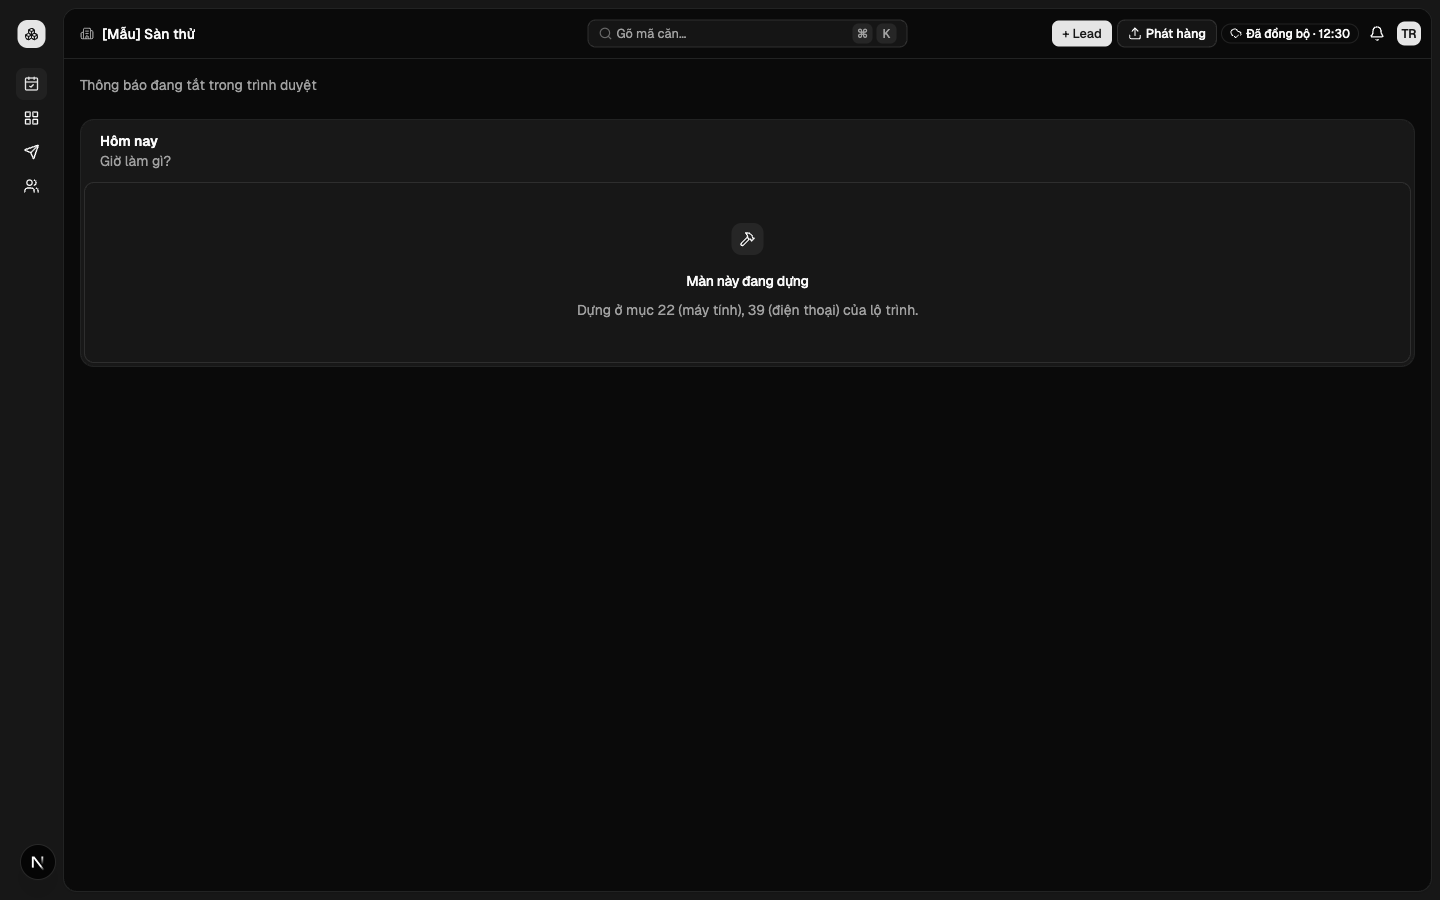 [Mẫu] Sàn thử
Gõ mã căn...
⌘ K
+ Lead
Phát hàng
Đã đồng bộ · 12:30
TR
Thông báo đang tắt trong trình duyệt
Hôm nay
Giờ làm gì?
Màn này đang dựng
Dựng ở mục 22 (máy tính), 39 (điện thoại) của lộ trình.
N